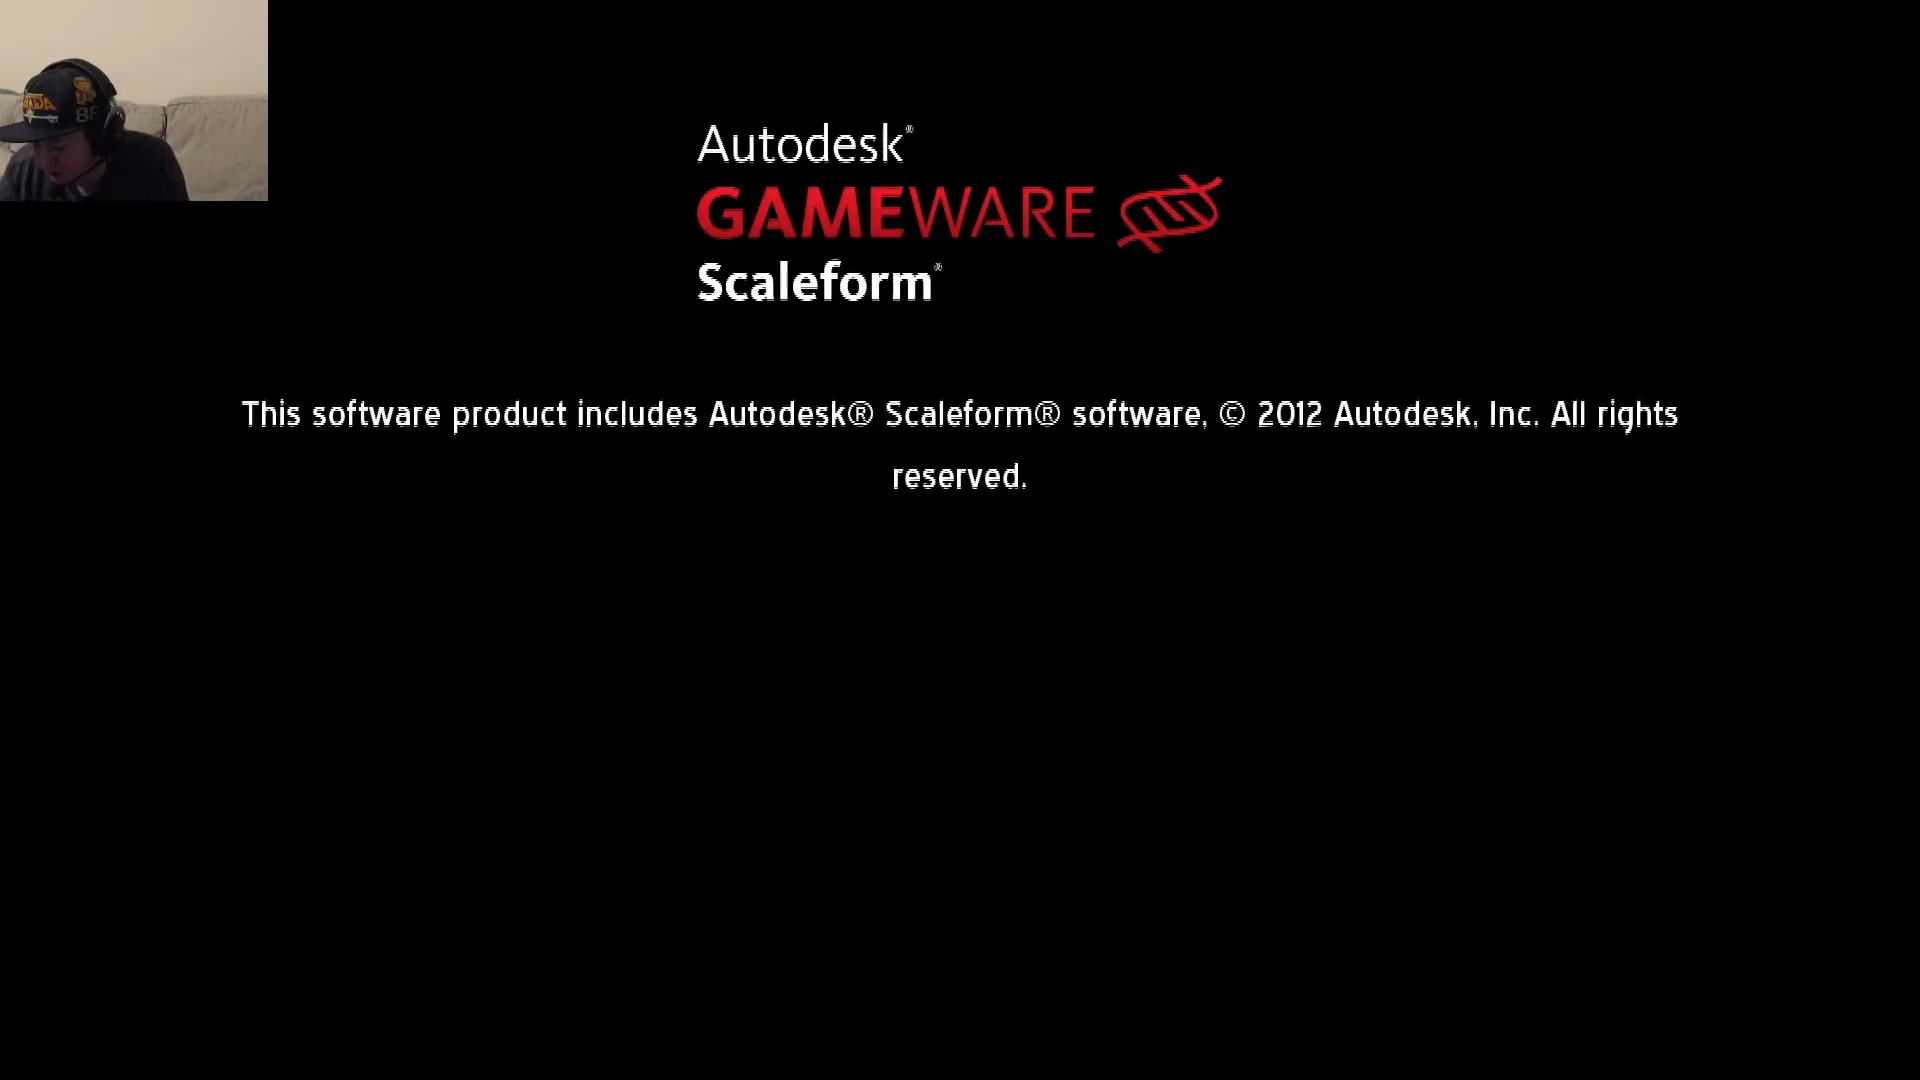 Autodesk®
GAMEWARE
Scaleform®
This software product includes Autodesk® Scaleform® software, © 2012 Autodesk, Inc. All rights
reserved.